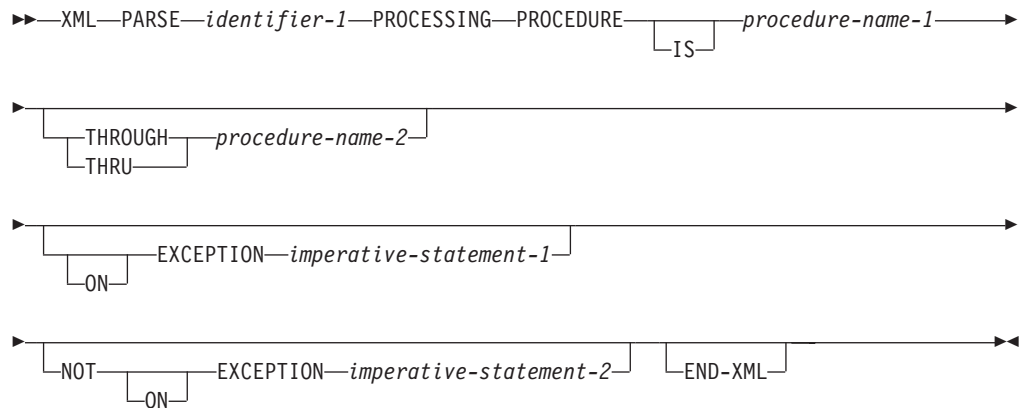 XML PARSE identifier-1 PROCESSING PROCEDURE IS procedure-name-1
THROUGH procedure-name-2
THRU
EXCEPTION imperative-statement-1
ON
NOT EXCEPTION imperative-statement-2 END-XML
ON